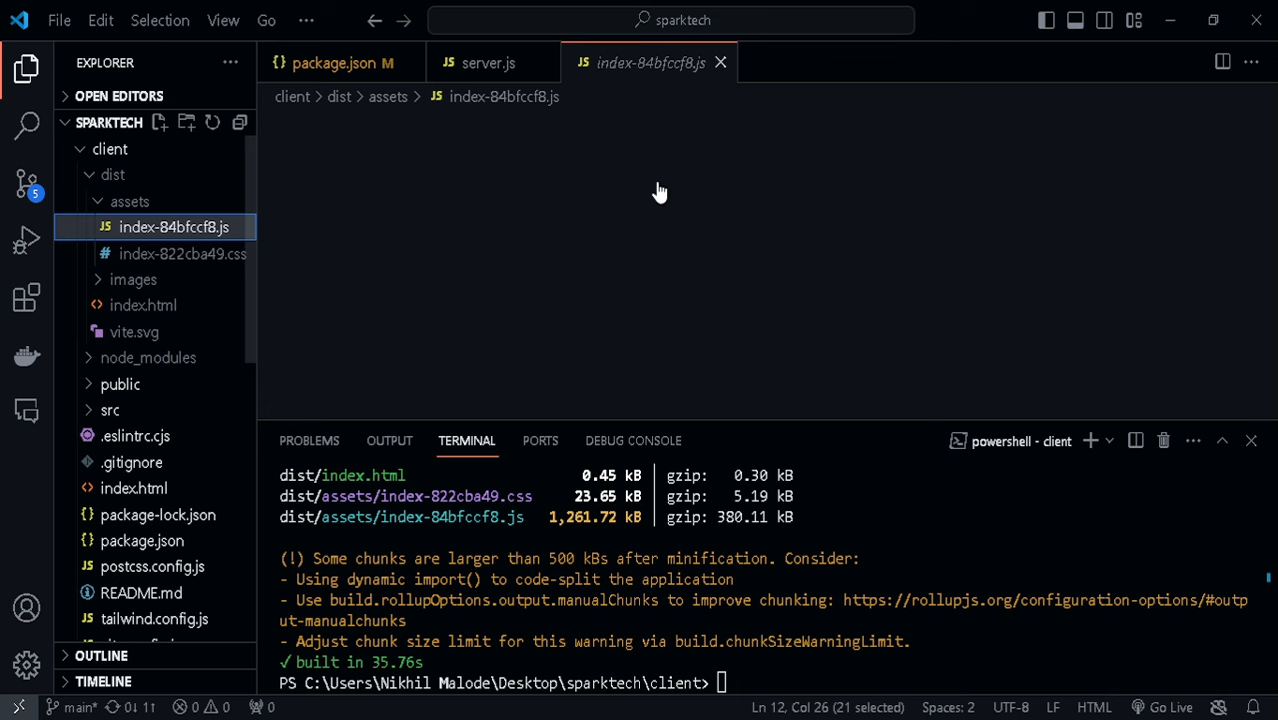 File Edit Selection View Go ··· sparktech
EXPLORER ···
OPEN EDITORS
SPARKTECH
client
dist
assets
JS index-84bfccf8.js
# index-822cba49.css
images
<> index.html
vite.svg
node_modules
public
src
.eslintrc.cjs
.gitignore
<> index.html
{} package-lock.json
{} package.json
JS postcss.config.js
README.md
JS tailwind.config.js
OUTLINE
TIMELINE
5
{} package.json M JS server.js JS index-84bfccf8.js
client > dist > assets > JS index-84bfccf8.js
PROBLEMS OUTPUT TERMINAL PORTS DEBUG CONSOLE powershell - client
dist/index.html 0.45 kB | gzip: 0.30 kB
dist/assets/index-822cba49.css 23.65 kB | gzip: 5.19 kB
dist/assets/index-84bfccf8.js 1,261.72 kB | gzip: 380.11 kB
(!) Some chunks are larger than 500 kBs after minification. Consider:
- Using dynamic import() to code-split the application
- Use build.rollupOptions.output.manualChunks to improve chunking: https://rollupjs.org/configuration-options/#outp
ut-manualchunks
- Adjust chunk size limit for this warning via build.chunkSizeWarningLimit.
✓ built in 35.76s
PS C:\Users\Nikhil Malode\Desktop\sparktech\client>
main* 0↓ 1↑ 0 0 0 Ln 12, Col 26 (21 selected) Spaces: 2 UTF-8 LF HTML Go Live